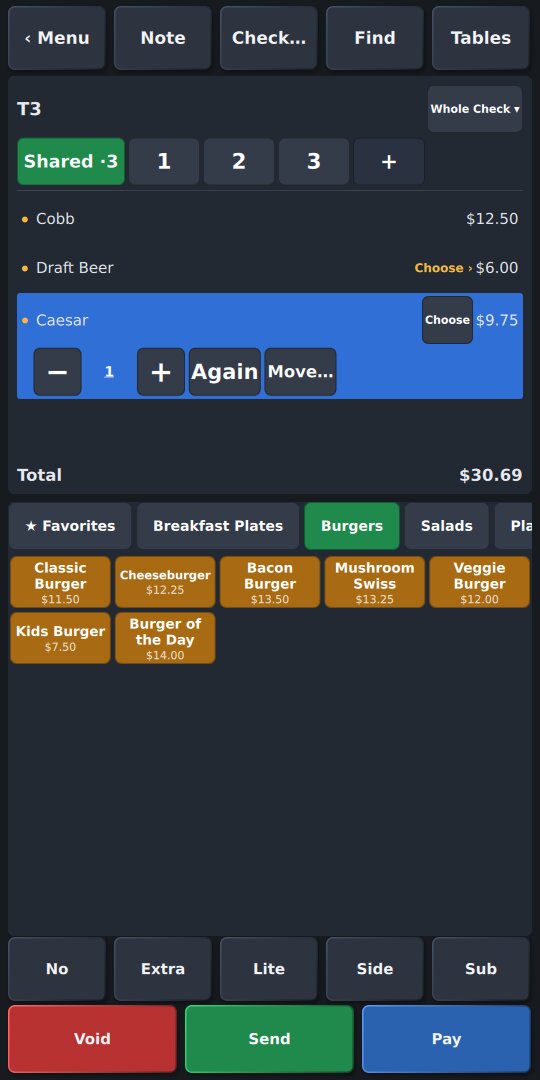 ‹ Menu Note Check... Find Tables
T3 Whole Check ▾
Shared ·3 1 2 3 +
Cobb $12.50
Draft Beer Choose › $6.00
Caesar Choose $9.75
− 1 + Again Move...
Total $30.69
★ Favorites Breakfast Plates Burgers Salads Pla
Classic Burger $11.50
Cheeseburger $12.25
Bacon Burger $13.50
Mushroom Swiss $13.25
Veggie Burger $12.00
Kids Burger $7.50
Burger of the Day $14.00
No Extra Lite Side Sub
Void Send Pay